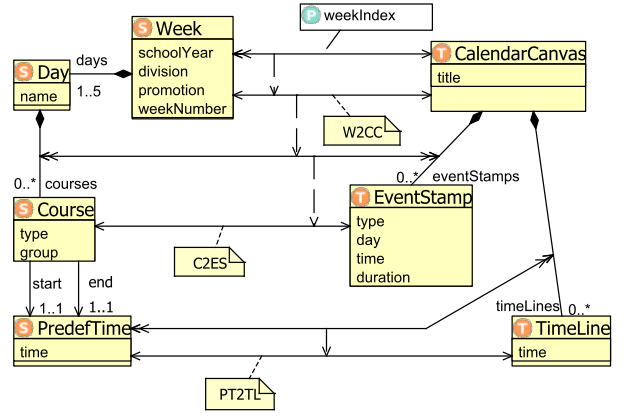 P weekIndex
S Week
schoolYear
division
promotion
weekNumber
T CalendarCanvas
title
S Day
name
days
1..5
W2CC
0..* courses
0..* eventStamps
S Course
type
group
T EventStamp
type
day
time
duration
C2ES
start
end
1..1
1..1
timeLines 0..*
S PredefTime
time
T TimeLine
time
PT2TL